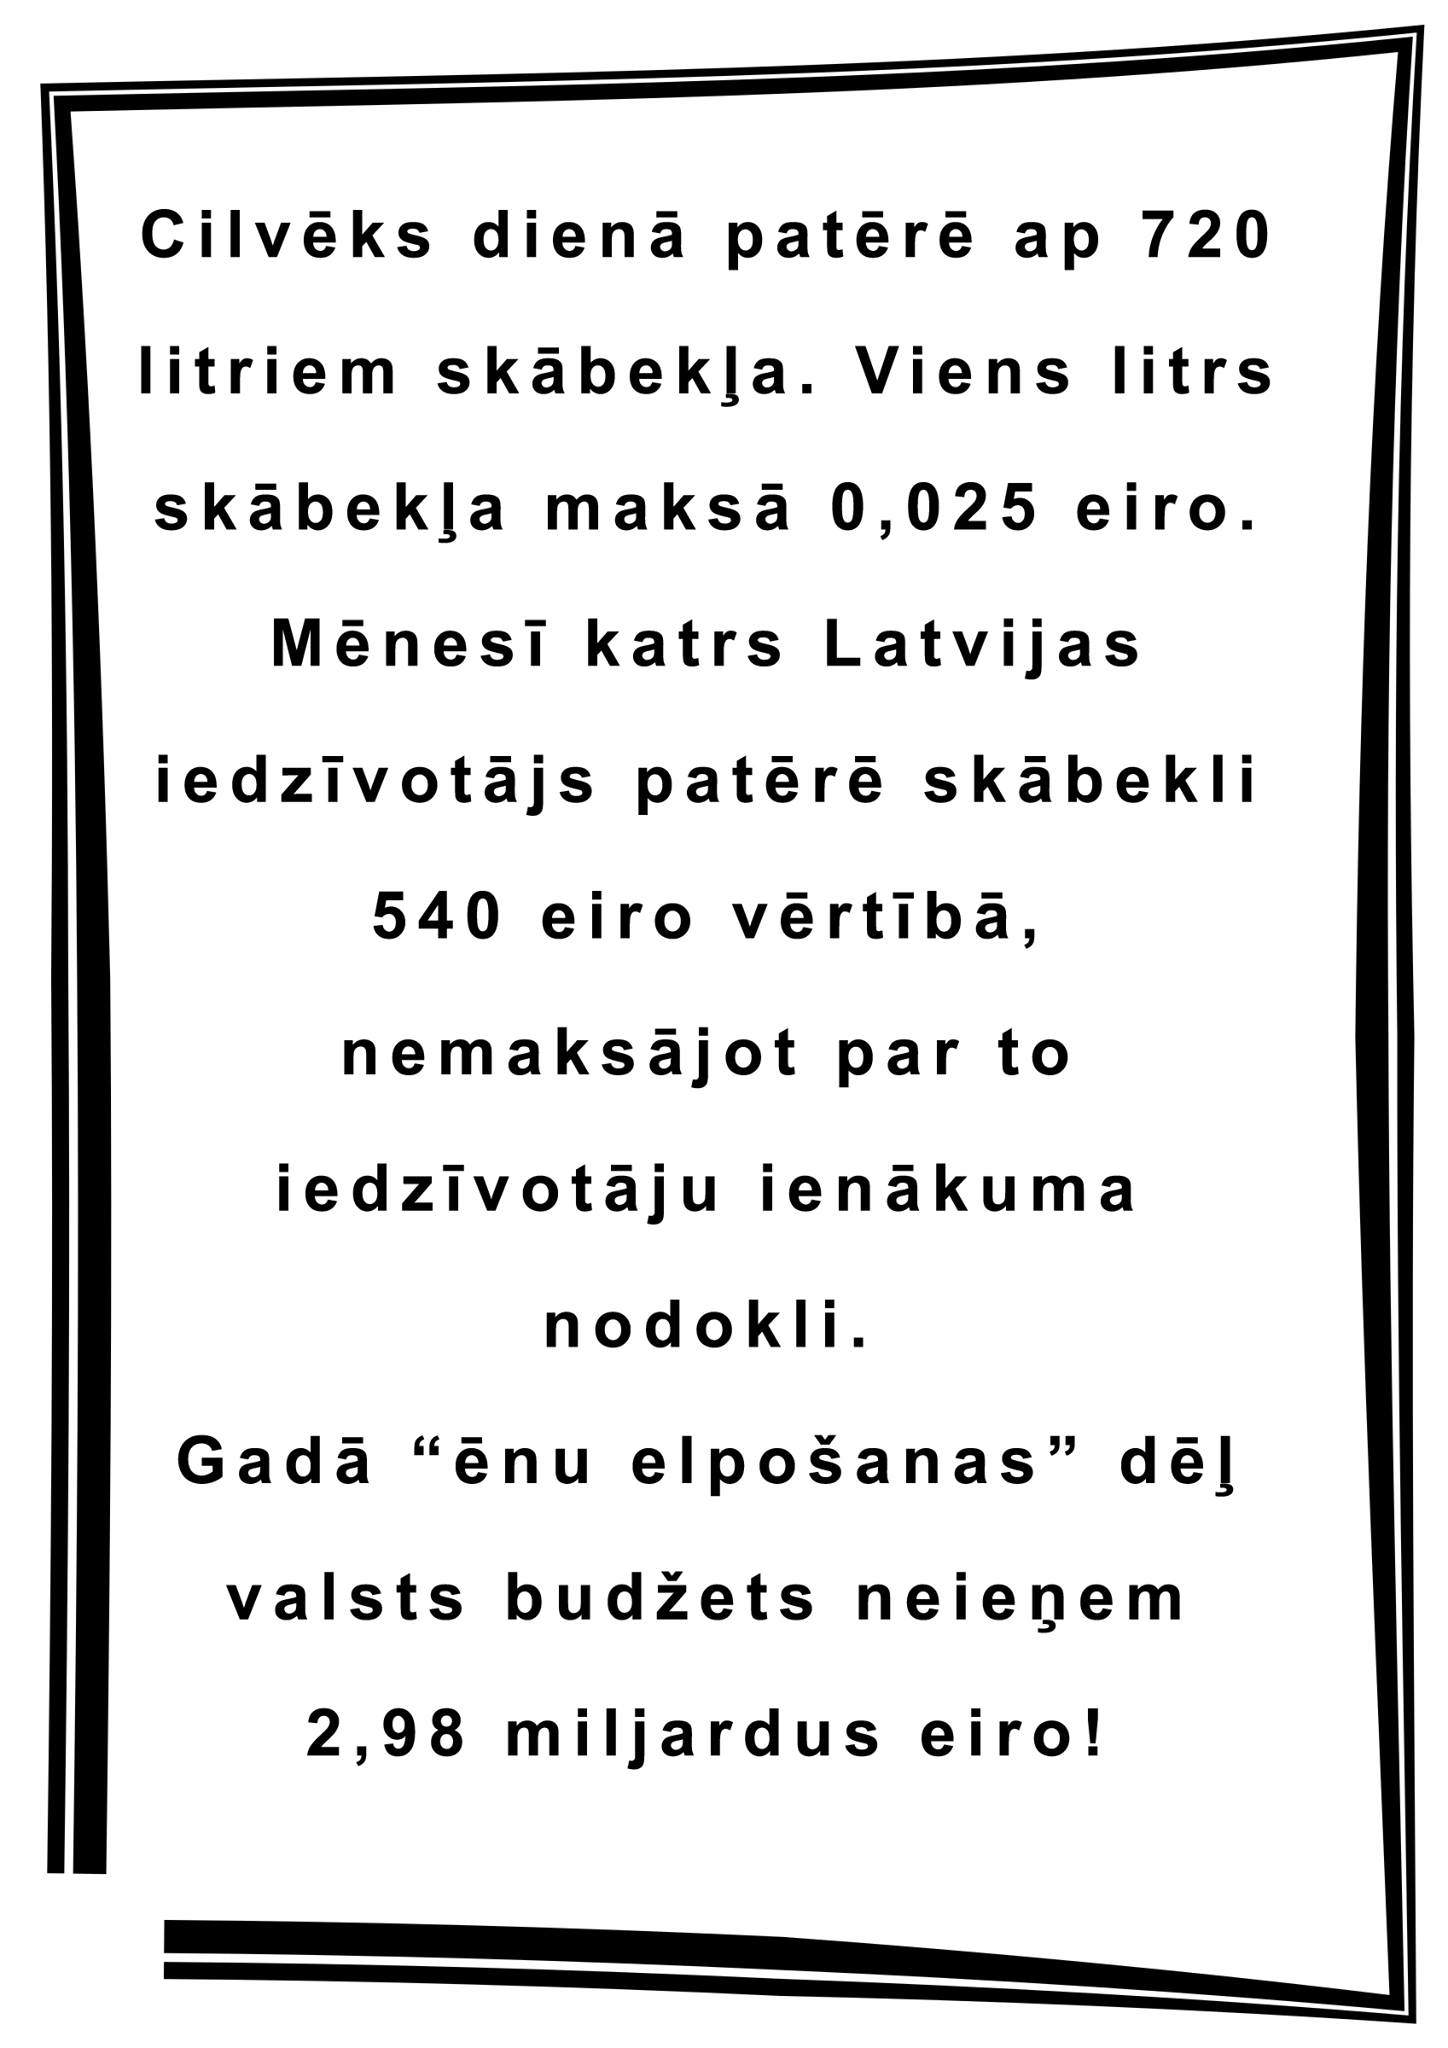 Cilvēks dienā patērē ap 720
litriem skābekļa. Viens litrs
skābekļa maksā 0,025 eiro.
Mēnesī katrs Latvijas
iedzīvotājs patērē skābekli
540 eiro vērtībā,
nemaksājot par to
iedzīvotāju ienākuma
nodokli.
Gadā “ēnu elpošanas” dēļ
valsts budžets neieņem
2,98 miljardus eiro!